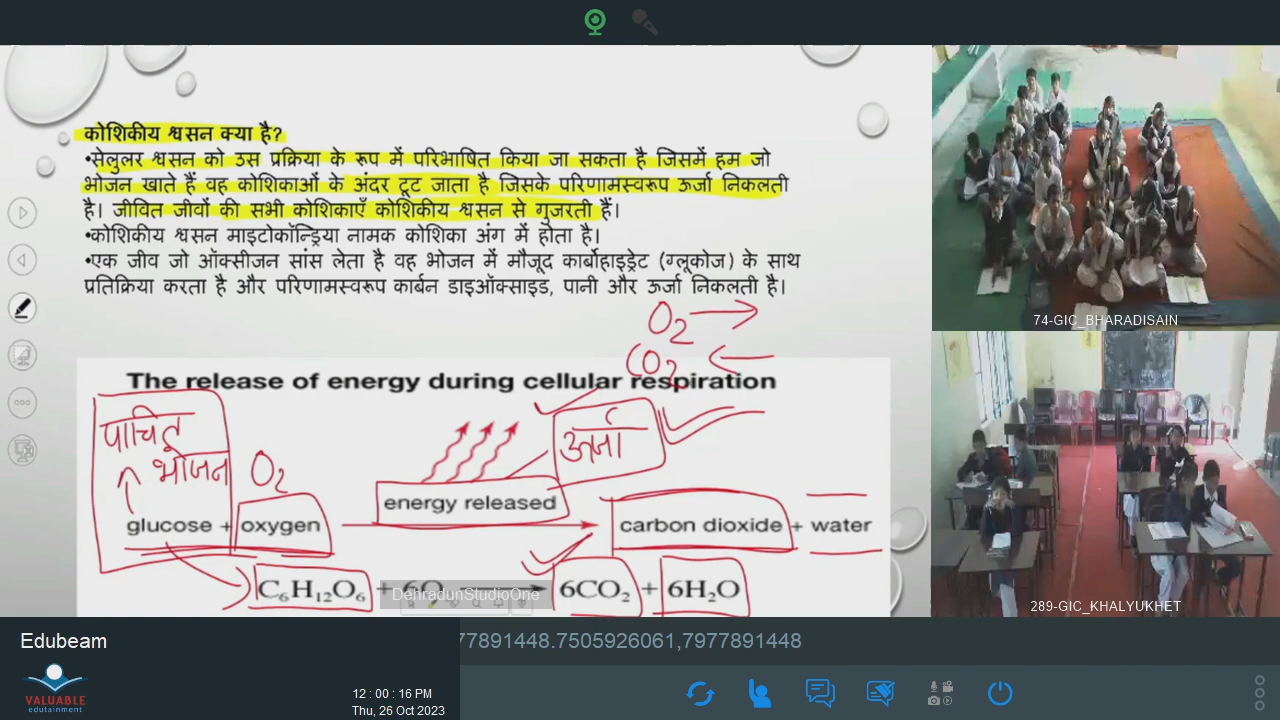 कोशिकीय श्वसन क्या है?
•सेलुलर श्वसन को उस प्रक्रिया के रूप में परिभाषित किया जा सकता है जिसमें हम जो
भोजन खाते हैं वह कोशिकाओं के अंदर टूट जाता है जिसके परिणामस्वरूप ऊर्जा निकलती
है। जीवित जीवों की सभी कोशिकाएँ कोशिकीय श्वसन से गुजरती हैं।
•कोशिकीय श्वसन माइटोकॉन्ड्रिया नामक कोशिका अंग में होता है।
•एक जीव जो ऑक्सीजन सांस लेता है वह भोजन में मौजूद कार्बोहाइड्रेट (ग्लूकोज) के साथ
प्रतिक्रिया करता है और परिणामस्वरूप कार्बन डाइऑक्साइड, पानी और ऊर्जा निकलती है।
O₂
CO₂
The release of energy during cellular respiration
भोजन
O₂
energy released
glucose + oxygen → carbon dioxide + water
C₆H₁₂O₆ + 6O₂ → 6CO₂ + 6H₂O
DehradunStudioOne
74-GIC_BHARADISAIN
289-GIC_KHALYUKHET
Edubeam
77891448.7505926061,7977891448
VALUABLE
edutainment
12 : 00 : 16 PM
Thu, 26 Oct 2023